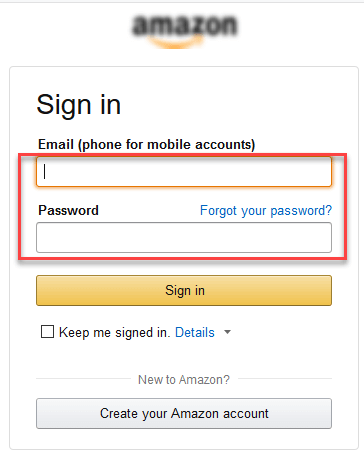 amazon
Sign in
Email (phone for mobile accounts)
Password Forgot your password?
Sign in
Keep me signed in. Details
New to Amazon?
Create your Amazon account